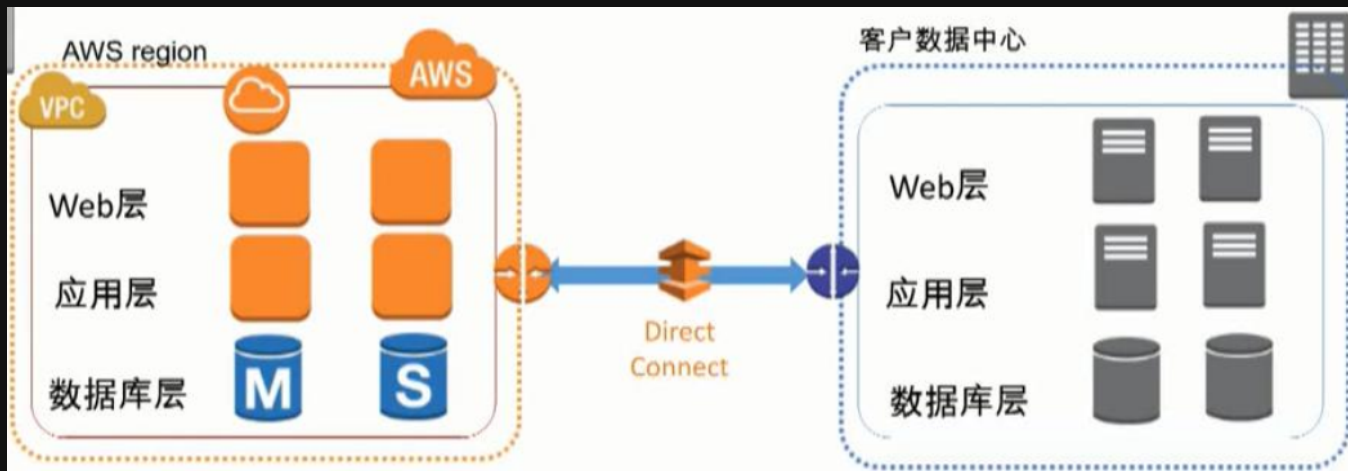 AWS region
客户数据中心
AWS
VPC
Web层
应用层
数据库层
M
S
Direct
Connect
Web层
应用层
数据库层